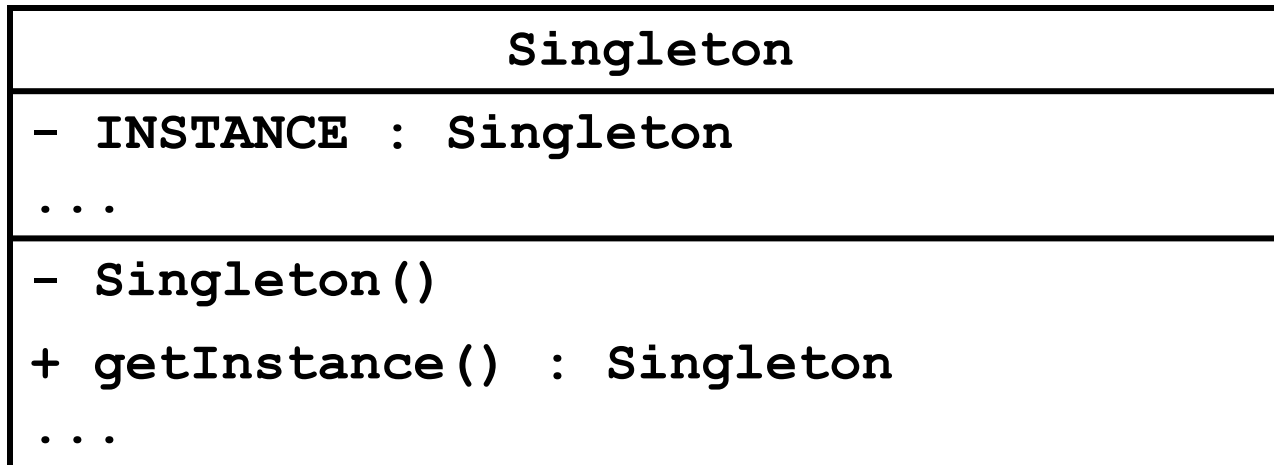 Singleton
- INSTANCE : Singleton
...
- Singleton()
+ getInstance() : Singleton
...